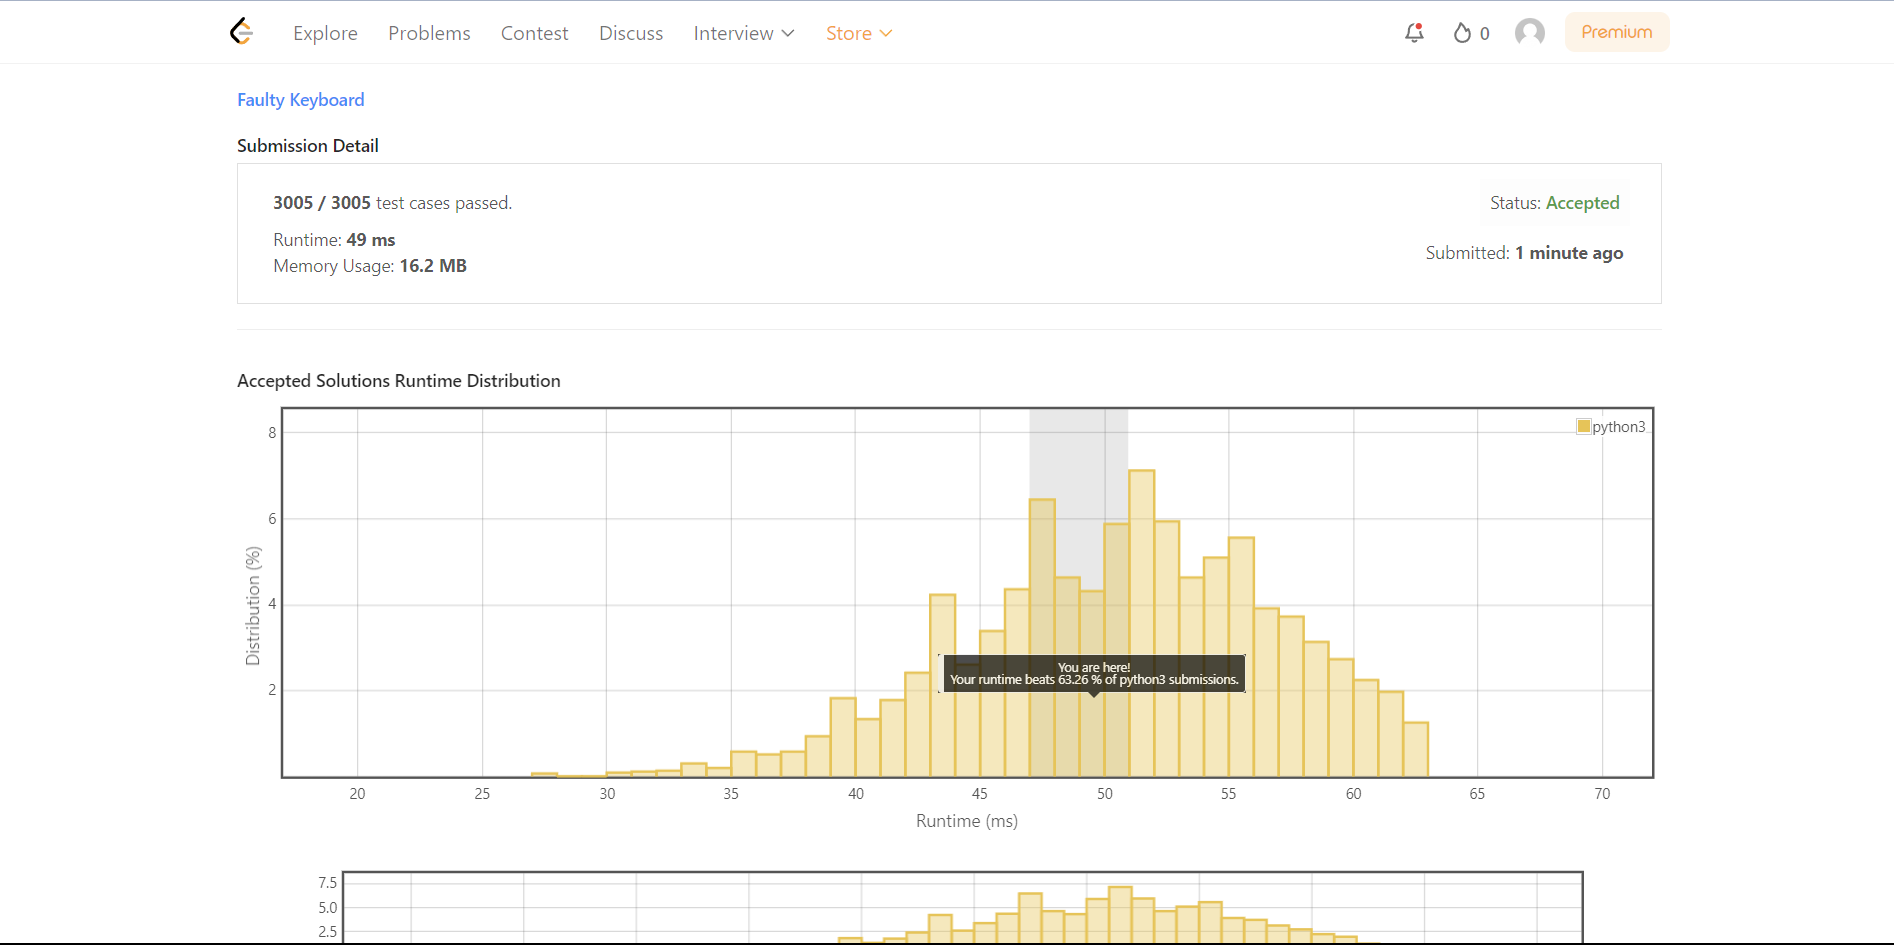 Explore Problems Contest Discuss Interview Store 0 Premium
Faulty Keyboard
Submission Detail
3005 / 3005 test cases passed.
Status: Accepted
Runtime: 49 ms
Submitted: 1 minute ago
Memory Usage: 16.2 MB
Accepted Solutions Runtime Distribution
python3
8
6
4
2
Distribution (%)
You are here!
Your runtime beats 63.26 % of python3 submissions.
20 25 30 35 40 45 50 55 60 65 70
Runtime (ms)
7.5
5.0
2.5